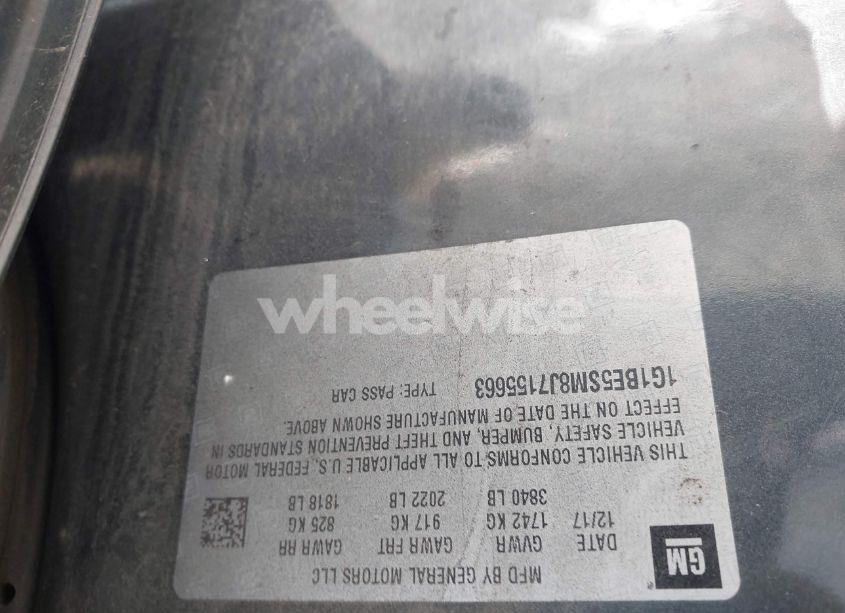 MFD BY GENERAL MOTORS LLC
GM
DATE GVWR GAWR FRT GAWR RR
12/17 1742 KG 917 KG 825 KG
3840 LB 2022 LB 1818 LB
THIS VEHICLE CONFORMS TO ALL APPLICABLE U.S. FEDERAL MOTOR
VEHICLE SAFETY, BUMPER, AND THEFT PREVENTION STANDARDS IN
EFFECT ON THE DATE OF MANUFACTURE SHOWN ABOVE.
1G1BE5SM8J7155663 TYPE: PASS CAR
wheelwise